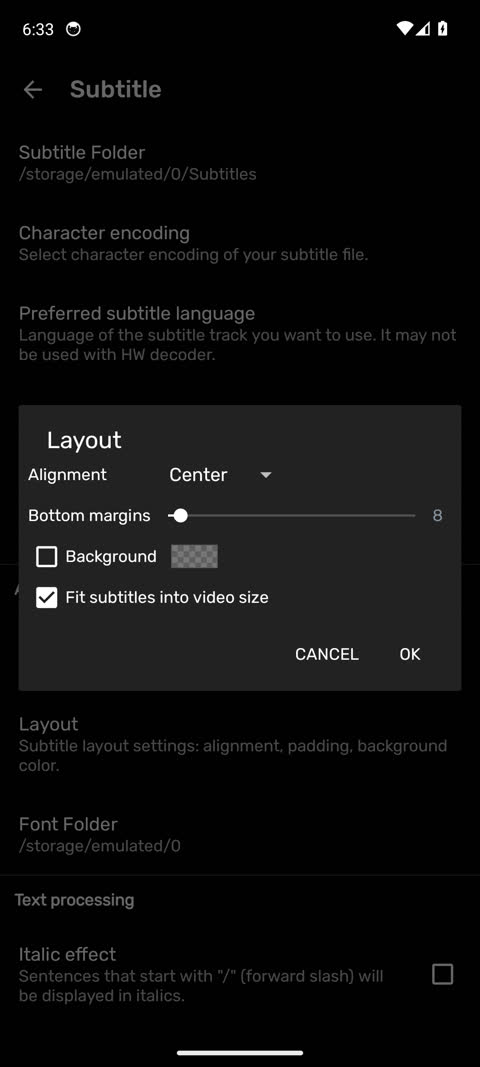 6:33
Subtitle
Subtitle Folder
/storage/emulated/0/Subtitles
Character encoding
Select character encoding of your subtitle file.
Preferred subtitle language
Language of the subtitle track you want to use. It may not
be used with HW decoder.
Layout
Alignment
Center
Bottom margins
8
Background
Fit subtitles into video size
CANCEL
OK
Layout
Subtitle layout settings: alignment, padding, background
color.
Font Folder
/storage/emulated/0
Text processing
Italic effect
Sentences that start with "/" (forward slash) will
be displayed in italics.